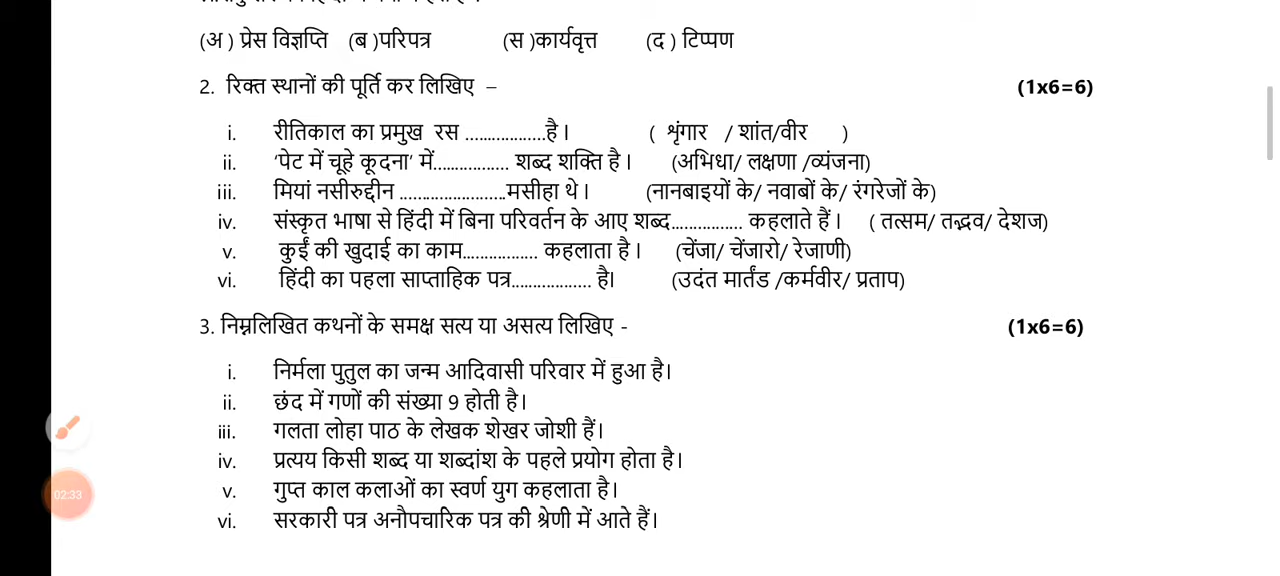 (अ ) प्रेस विज्ञप्ति (ब )परिपत्र (स )कार्यवृत्त (द ) टिप्पण
2. रिक्त स्थानों की पूर्ति कर लिखिए – (1x6=6)
i. रीतिकाल का प्रमुख रस ..................है। ( शृंगार / शांत/वीर )
ii. ‘पेट में चूहे कूदना’ में................. शब्द शक्ति है। (अभिधा/ लक्षणा /व्यंजना)
iii. मियां नसीरुद्दीन ........................मसीहा थे। (नानबाइयों के/ नवाबों के/ रंगरेजों के)
iv. संस्कृत भाषा से हिंदी में बिना परिवर्तन के आए शब्द................ कहलाते हैं। ( तत्सम/ तद्भव/ देशज)
v. कुईं की खुदाई का काम................. कहलाता है। (चेंजा/ चेंजारो/ रेजाणी)
vi. हिंदी का पहला साप्ताहिक पत्र.................. है। (उदंत मार्तंड /कर्मवीर/ प्रताप)
3. निम्नलिखित कथनों के समक्ष सत्य या असत्य लिखिए - (1x6=6)
i. निर्मला पुतुल का जन्म आदिवासी परिवार में हुआ है।
ii. छंद में गणों की संख्या 9 होती है।
iii. गलता लोहा पाठ के लेखक शेखर जोशी हैं।
iv. प्रत्यय किसी शब्द या शब्दांश के पहले प्रयोग होता है।
v. गुप्त काल कलाओं का स्वर्ण युग कहलाता है।
02:33
vi. सरकारी पत्र अनौपचारिक पत्र की श्रेणी में आते हैं।